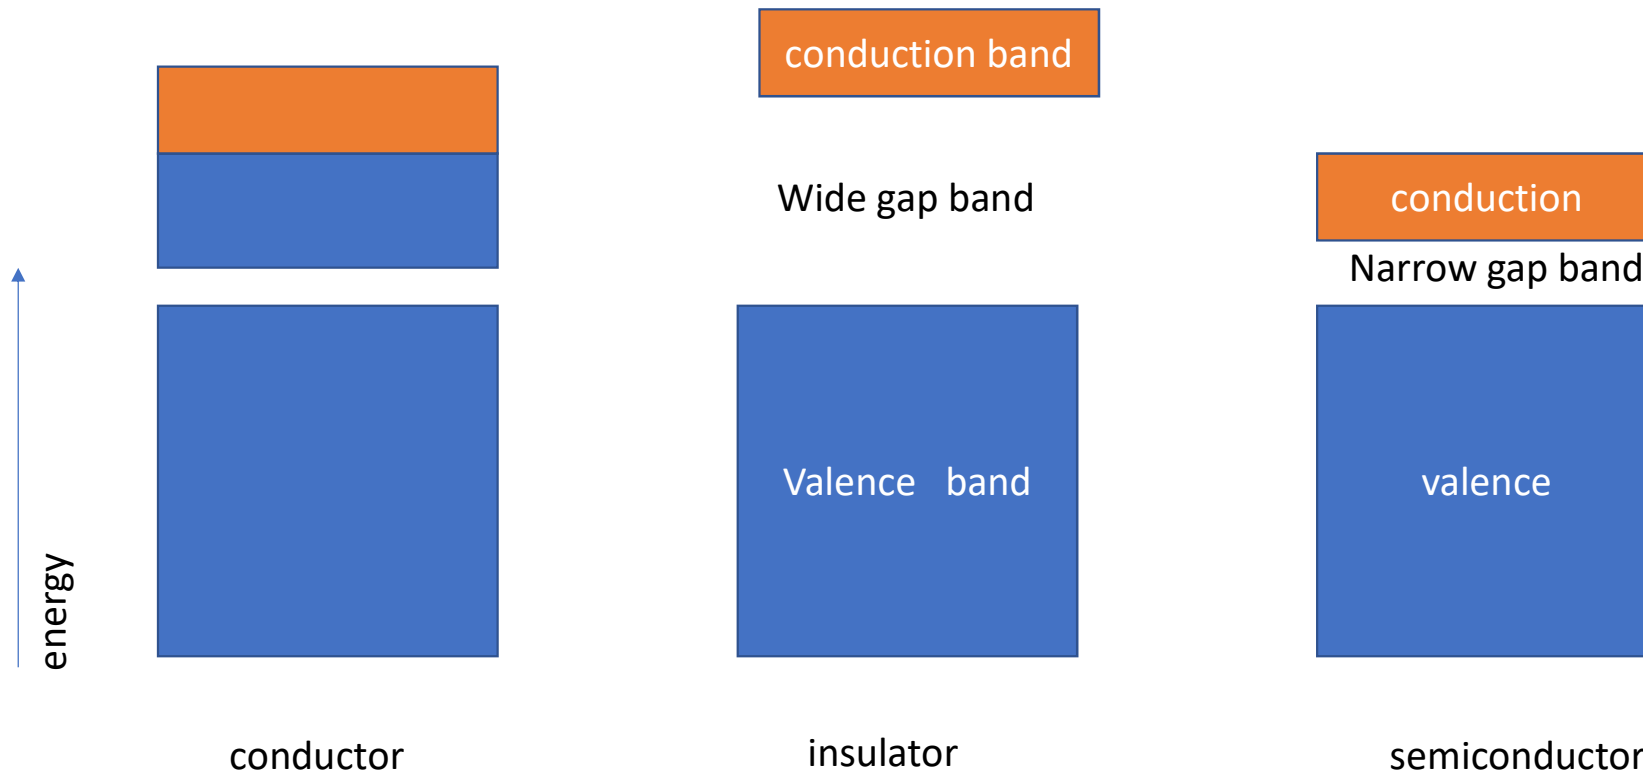 conduction band
Wide gap band
conduction
Narrow gap band
Valence band
valence
energy
conductor
insulator
semiconductor